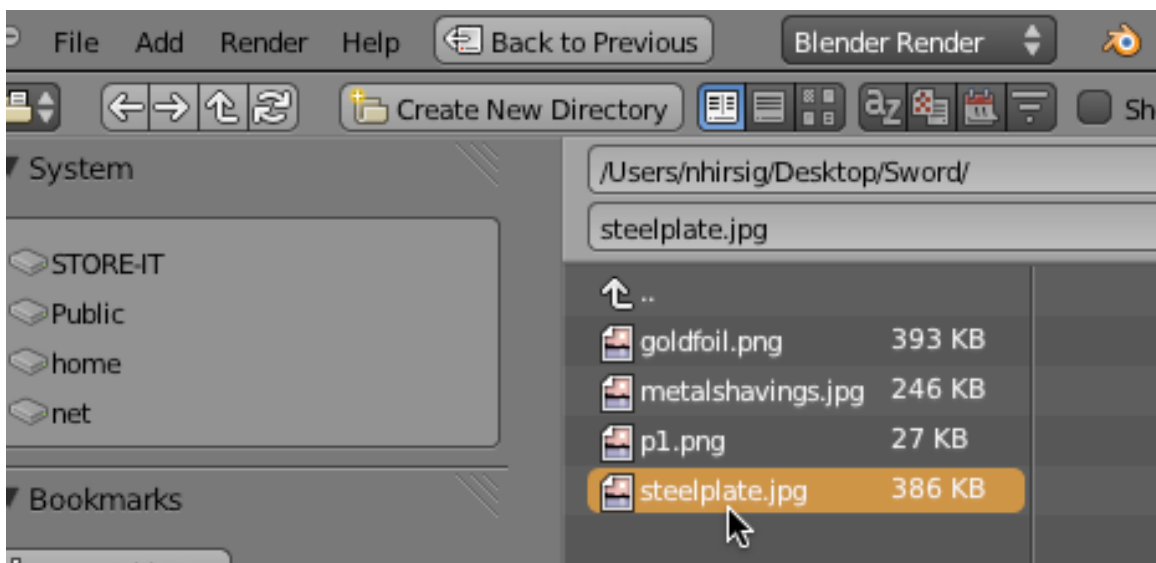 File Add Render Help Back to Previous Blender Render
Create New Directory az Sh
System
/Users/nhirsig/Desktop/Sword/
steelplate.jpg
STORE-IT
Public
home
net
..
goldfoil.png 393 KB
metalshavings.jpg 246 KB
p1.png 27 KB
steelplate.jpg 386 KB
Bookmarks